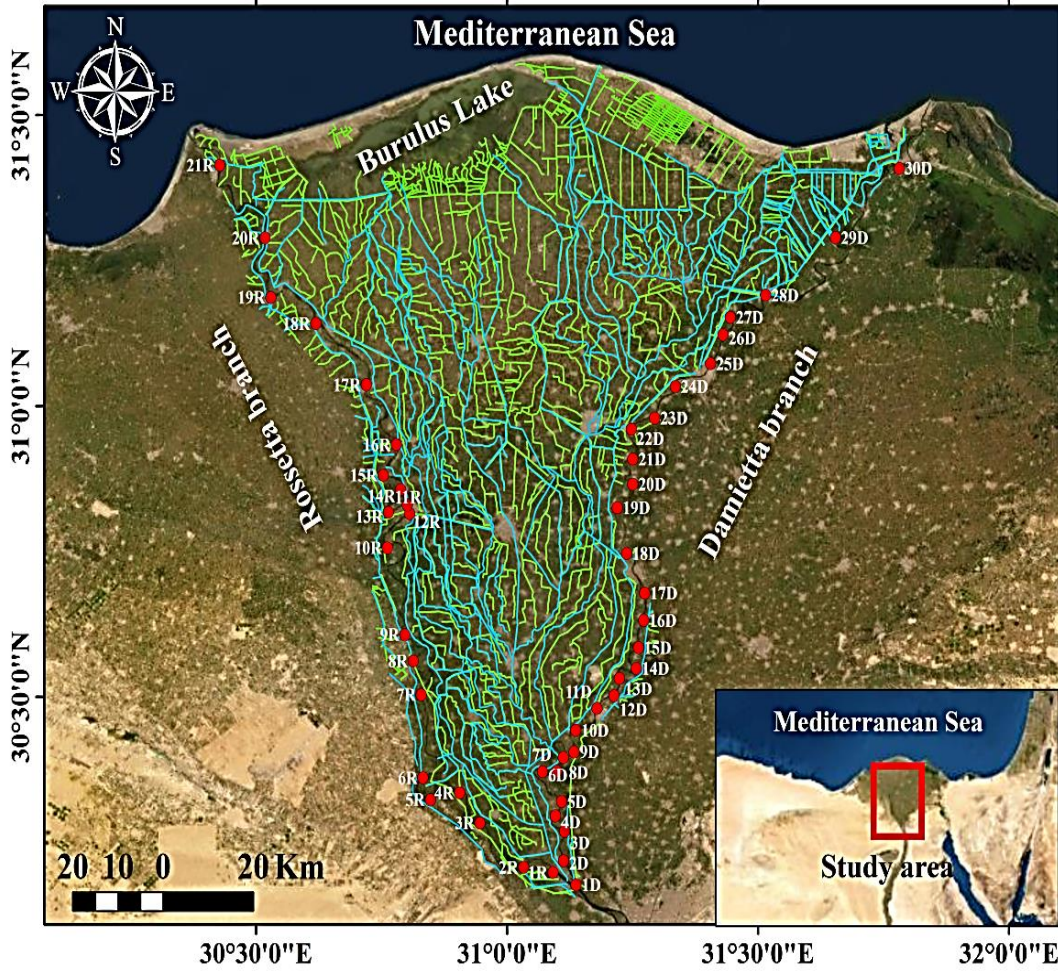 Mediterranean Sea
N
W E
S
Burulus Lake
31°30'0"N
31°0'0"N
30°30'0"N
21R
30D
20R
29D
19R
28D
18R
27D
26D
25D
17R
24D
23D
22D
16R
21D
15R
20D
14R
11R
19D
13R
12R
10R
18D
17D
16D
9R
15D
8R
14D
13D
11D
7R
12D
10D
9D
7D
8D
6D
6R
4R
5R
5D
4D
3R
3D
2D
2R
1R
1D
Rossetta branch
Damietta branch
20 10 0 20 Km
Mediterranean Sea
Study area
30°30'0"E
31°0'0"E
31°30'0"E
32°0'0"E